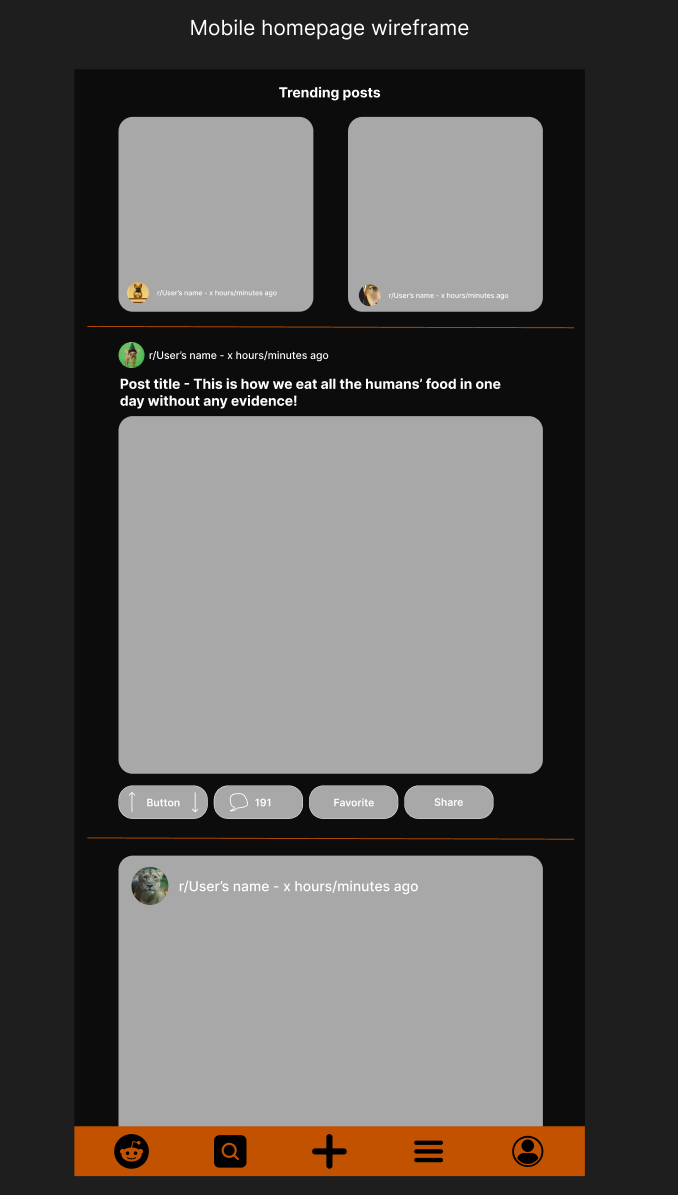 Mobile homepage wireframe
Trending posts
r/User's name - x hours/minutes ago
r/User's name - x hours/minutes ago
r/User's name - x hours/minutes ago
Post title - This is how we eat all the humans' food in one
day without any evidence!
Button
191
Favorite
Share
r/User's name - x hours/minutes ago